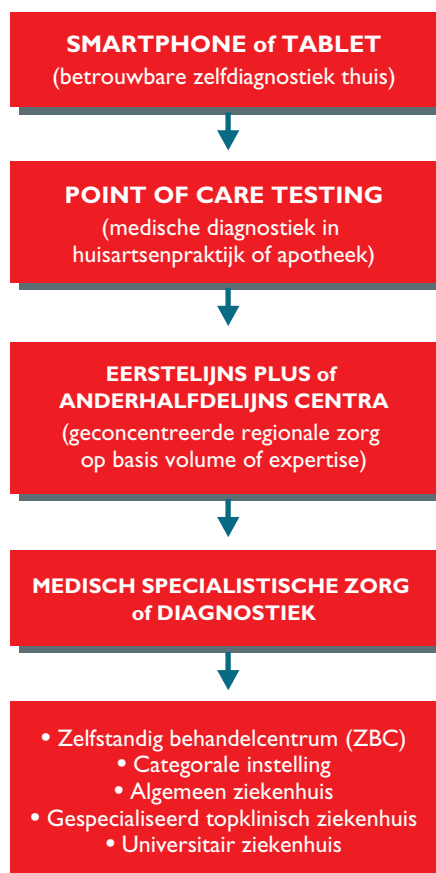 SMARTPHONE of TABLET
(betrouwbare zelfdiagnostiek thuis)
POINT OF CARE TESTING
(medische diagnostiek in
huisartsenpraktijk of apotheek)
EERSTELIJNS PLUS of
ANDERHALFDELIJNS CENTRA
(geconcentreerde regionale zorg
op basis volume of expertise)
MEDISCH SPECIALISTISCHE ZORG
of DIAGNOSTIEK
• Zelfstandig behandelcentrum (ZBC)
• Categorale instelling
• Algemeen ziekenhuis
• Gespecialiseerd topklinisch ziekenhuis
• Universitair ziekenhuis